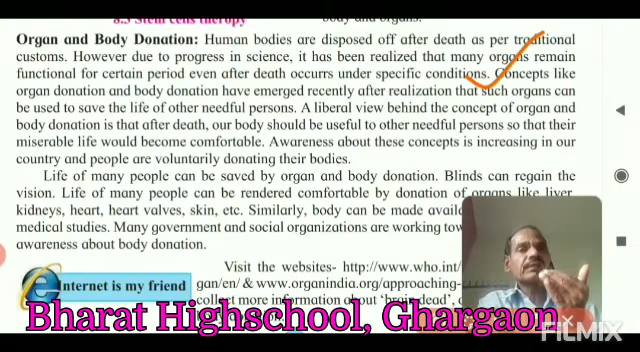 8.5 Stem cells therapy
body and organs.
Organ and Body Donation: Human bodies are disposed off after death as per traditional
customs. However due to progress in science, it has been realized that many organs remain
functional for certain period even after death occurrs under specific conditions. Concepts like
organ donation and body donation have emerged recently after realization that such organs can
be used to save the life of other needful persons. A liberal view behind the concept of organ and
body donation is that after death, our body should be useful to other needful persons so that their
miserable life would become comfortable. Awareness about these concepts is increasing in our
country and people are voluntarily donating their bodies.
Life of many people can be saved by organ and body donation. Blinds can regain the
vision. Life of many people can be rendered comfortable by donation of organs like liver,
kidneys, heart, heart valves, skin, etc. Similarly, body can be made
medical studies. Many government and social organizations are working
awareness about body donation.
Visit the websites- http://www.who.int/
Internet is my friend
gan/en/ & www.organindia.org/approaching-
collect more information about 'brain dead',
Bharat Highschool, Ghargaon
FILMIX